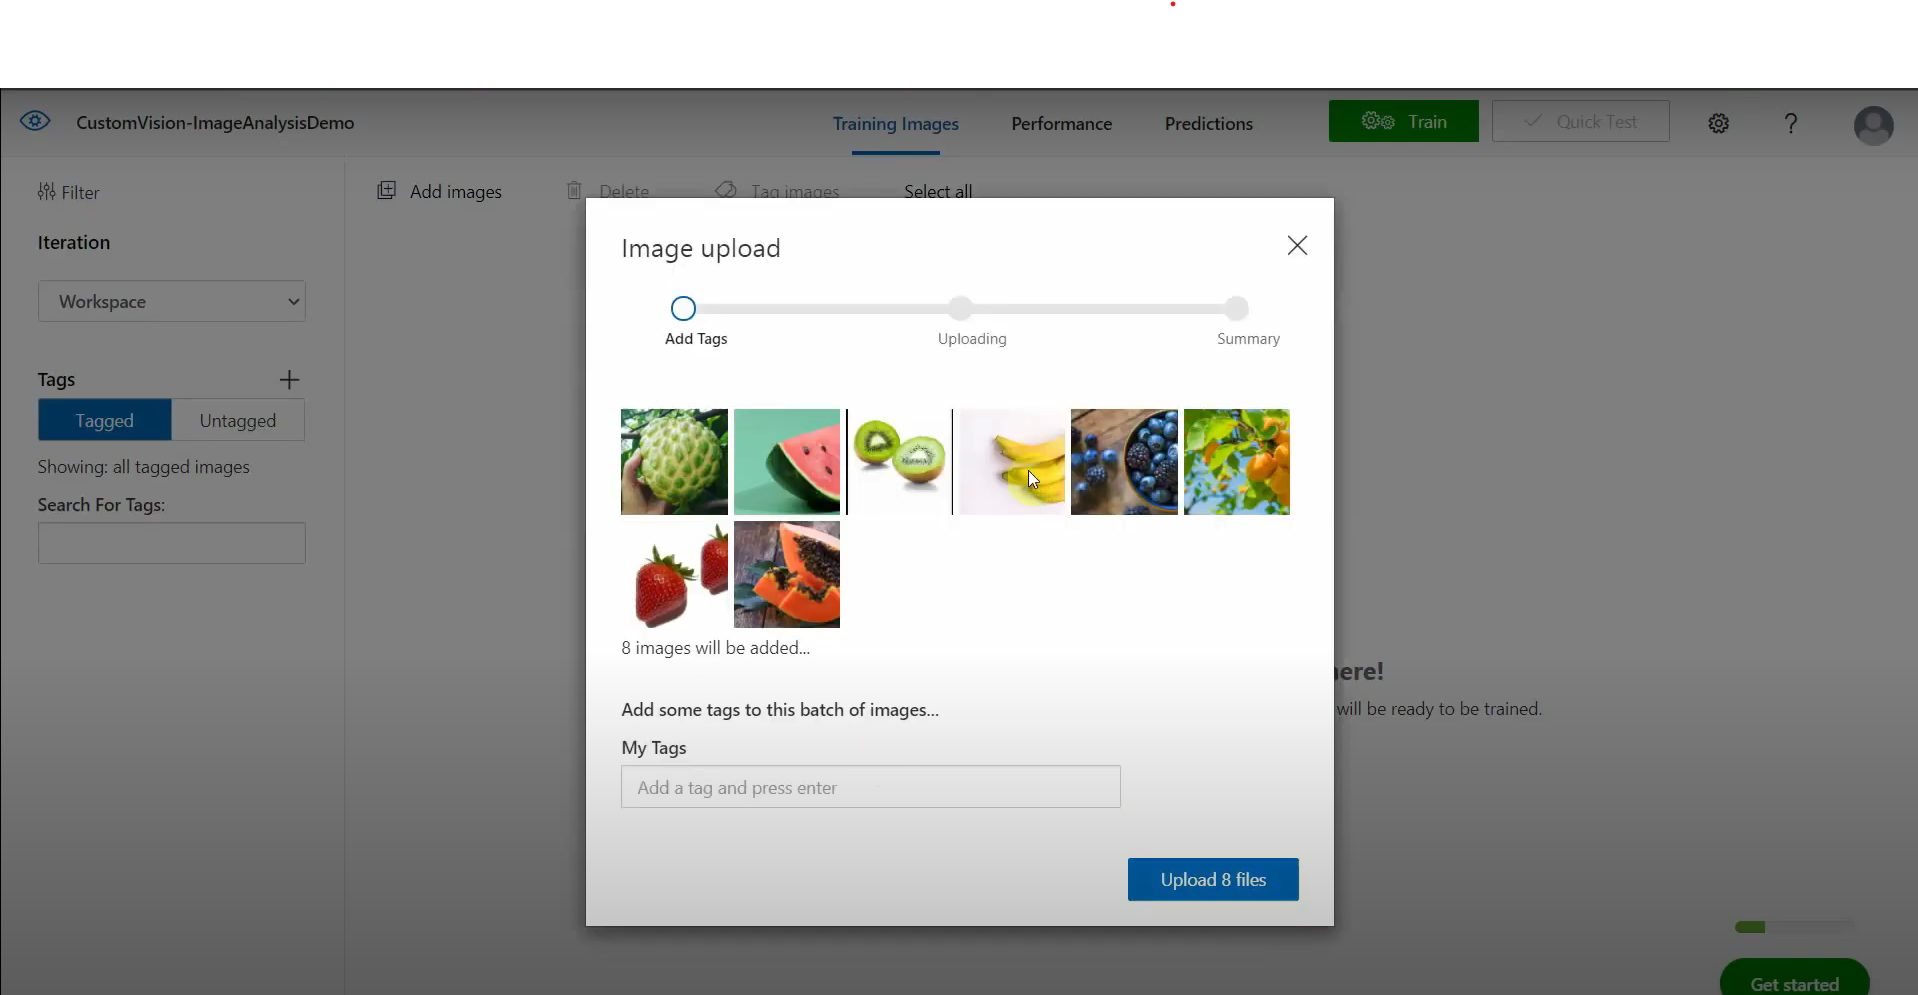 CustomVision-ImageAnalysisDemo
Training Images
Performance
Predictions
Train
Quick Test
?
Filter
Iteration
Workspace
Tags
Tagged
Untagged
Showing: all tagged images
Search For Tags:
Add images
Delete
Tag images
Select all
Image upload
Add Tags
Uploading
Summary
8 images will be added...
Add some tags to this batch of images...
My Tags
Add a tag and press enter
Upload 8 files
here!
will be ready to be trained.
Get started